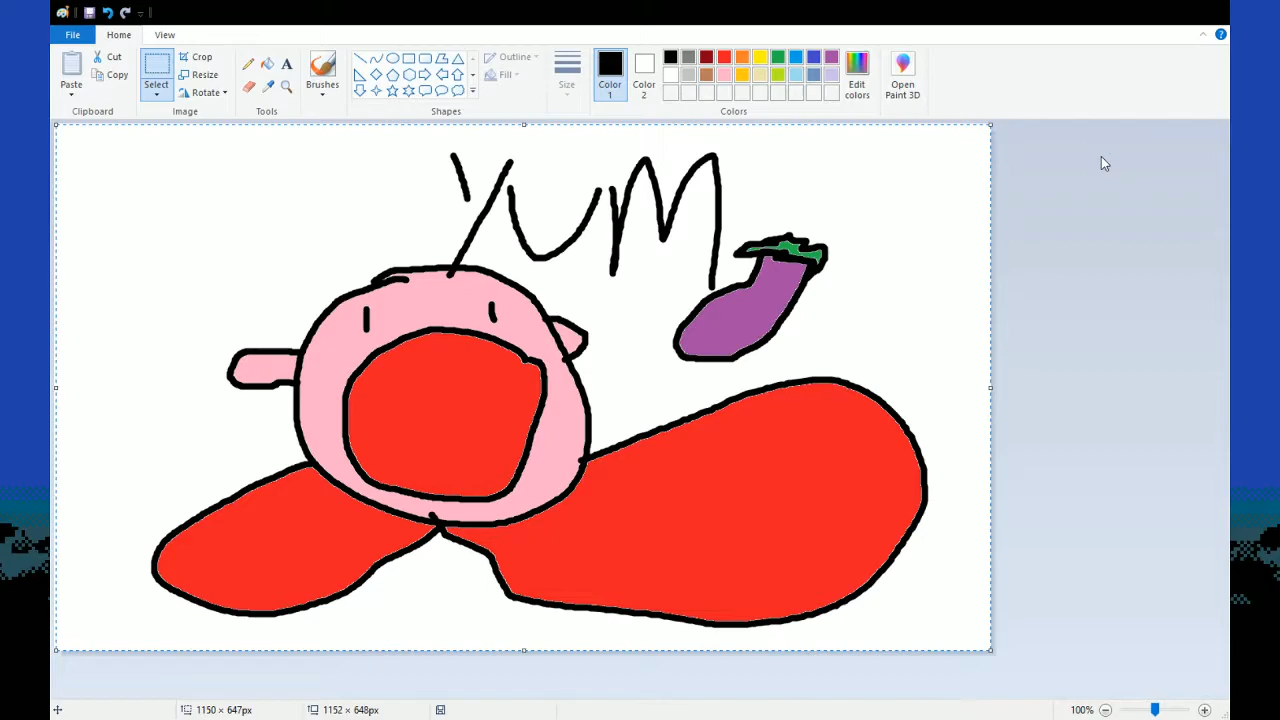 File Home View
Paste Cut Copy Clipboard
Select Crop Resize Rotate Image
Tools
Brushes
Outline Fill Shapes
Size
Color 1 Color 2 Edit colors Colors
Open Paint 3D
YUM
1150 × 647px 1152 × 648px 100%